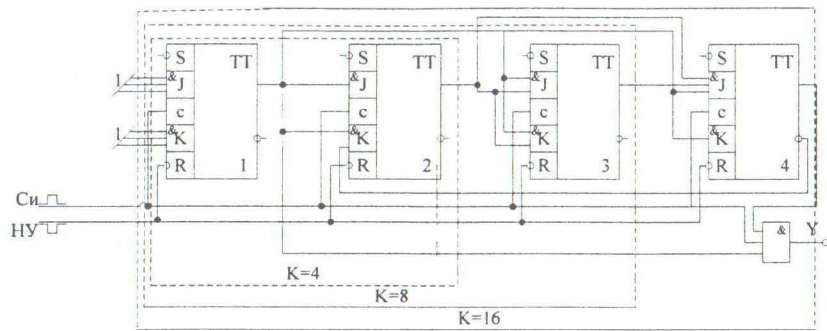 S TT S TT S TT S TT
1 & J & J & J & J
c c c c
1 & K & K & K & K
R 1 R 2 R 3 R 4
Си
НУ
& Y
K=4
K=8
K=16